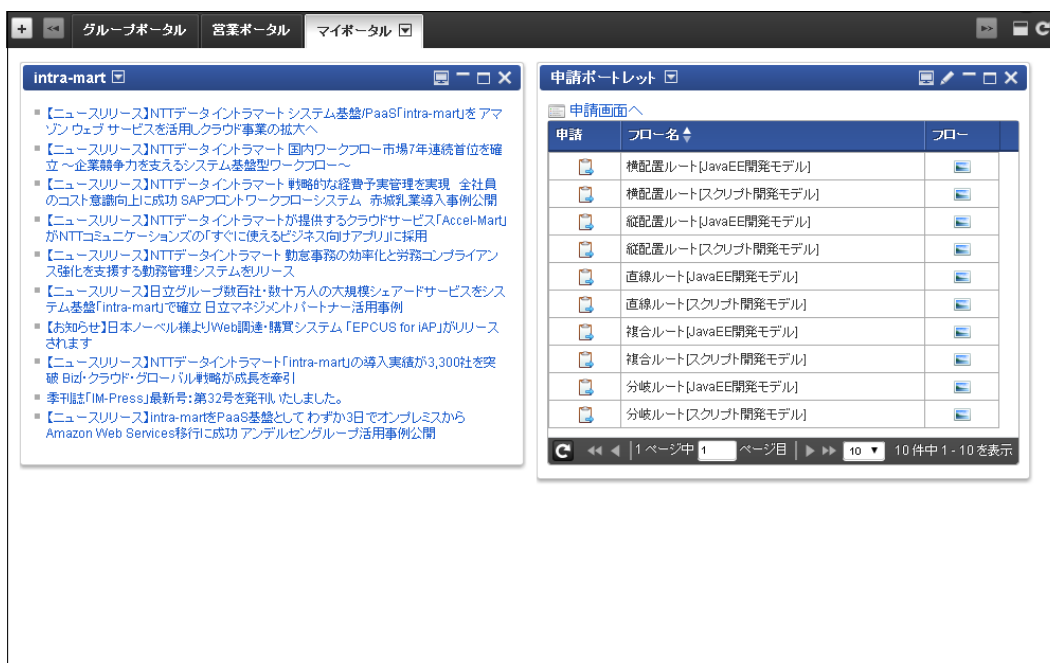 グループポータル 営業ポータル マイポータル
intra-mart
【ニュースリリース】NTTデータイントラマート システム基盤/PaaS「intra-mart」を アマ
ゾン ウェブ サービスを活用しクラウド事業の拡大へ
【ニュースリリース】NTTデータイントラマート 国内ワークフロー市場7年連続首位を確
立 ～企業競争力を支えるシステム基盤型ワークフロー～
【ニュースリリース】NTTデータイントラマート 戦略的な経費予実管理を実現 全社員
のコスト意識向上に成功 SAPフロントワークフローシステム 赤城乳業導入事例公開
【ニュースリリース】NTTデータイントラマートが提供するクラウドサービス「Accel-Mart」
がNTTコミュニケーションズの「すぐに使えるビジネス向けアプリ」に採用
【ニュースリリース】NTTデータイントラマート 勤怠事務の効率化と労務コンプライアン
ス強化を支援する勤務管理システムをリリース
【ニュースリリース】日立グループ数百社・数十万人の大規模シェアードサービスをシス
テム基盤「intra-mart」で確立 日立マネジメントパートナー活用事例
【お知らせ】日本ノーベル様よりWeb調達・購買システム 「EPCUS for iAP」がリリース
されます
【ニュースリリース】NTTデータイントラマート「intra-mart」の導入実績が3,300社を突
破 Biz∫・クラウド・グローバル戦略が成長を牽引
季刊誌「IM-Press」最新号：第32号を発刊いたしました。
【ニュースリリース】intra-martをPaaS基盤として わずか3日でオンプレミスから
Amazon Web Services移行に成功 アンデルセングループ活用事例公開
申請ポートレット
申請画面へ
申請 フロー名 フロー
横配置ルート[JavaEE開発モデル]
横配置ルート[スクリプト開発モデル]
縦配置ルート[JavaEE開発モデル]
縦配置ルート[スクリプト開発モデル]
直線ルート[JavaEE開発モデル]
直線ルート[スクリプト開発モデル]
複合ルート[JavaEE開発モデル]
複合ルート[スクリプト開発モデル]
分岐ルート[JavaEE開発モデル]
分岐ルート[スクリプト開発モデル]
1 ページ中 1 ページ目 10 10 件中 1 - 10 を表示